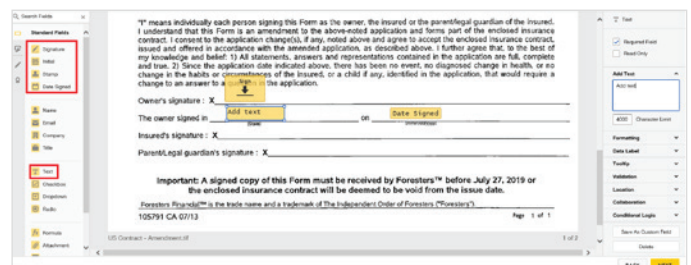 Search Fields
Standard Fields
Signature
Initial
Stamp
Date Signed
Name
Email
Company
Title
Text
Checkbox
Dropdown
Radio
Formula
Attachment
"I" means individually each person signing this Form as the owner, the insured or the parent/legal guardian of the insured.
I understand that this Form is an amendment to the above-noted application and forms part of the enclosed insurance
contract. I consent to the application change(s), if any, noted above and agree to accept the enclosed insurance contract,
issued and offered in accordance with the amended application, as described above. I further agree that, to the best of
my knowledge and belief: 1) All statements, answers and representations contained in the application are full, complete
and true. 2) Since the application date indicated above, there has been no event, no diagnosed change in health, or no
change in the habits or circumstances of the insured, or a child if any, identified in the application, that would require a
change to an answer to a questions in the application.
Sign
Owner's signature : X
The owner signed in Add text on Date Signed
Insured's signature : X
Parent/Legal guardian's signature : X
Important: A signed copy of this Form must be received by Foresters™ before July 27, 2019 or
the enclosed insurance contract will be deemed to be void from the issue date.
Foresters Financial™ is the trade name and a trademark of The Independent Order of Foresters ("Foresters").
105791 CA 07/13 Page 1 of 1
US Contract - Amendment.tif 1 of 2
Text
Required Field
Read Only
Add Text
Add text
4000 Character Limit
Formatting
Data Label
Tooltip
Validation
Location
Collaboration
Conditional Logic
Save As Custom Field
Delete
BACK NEXT